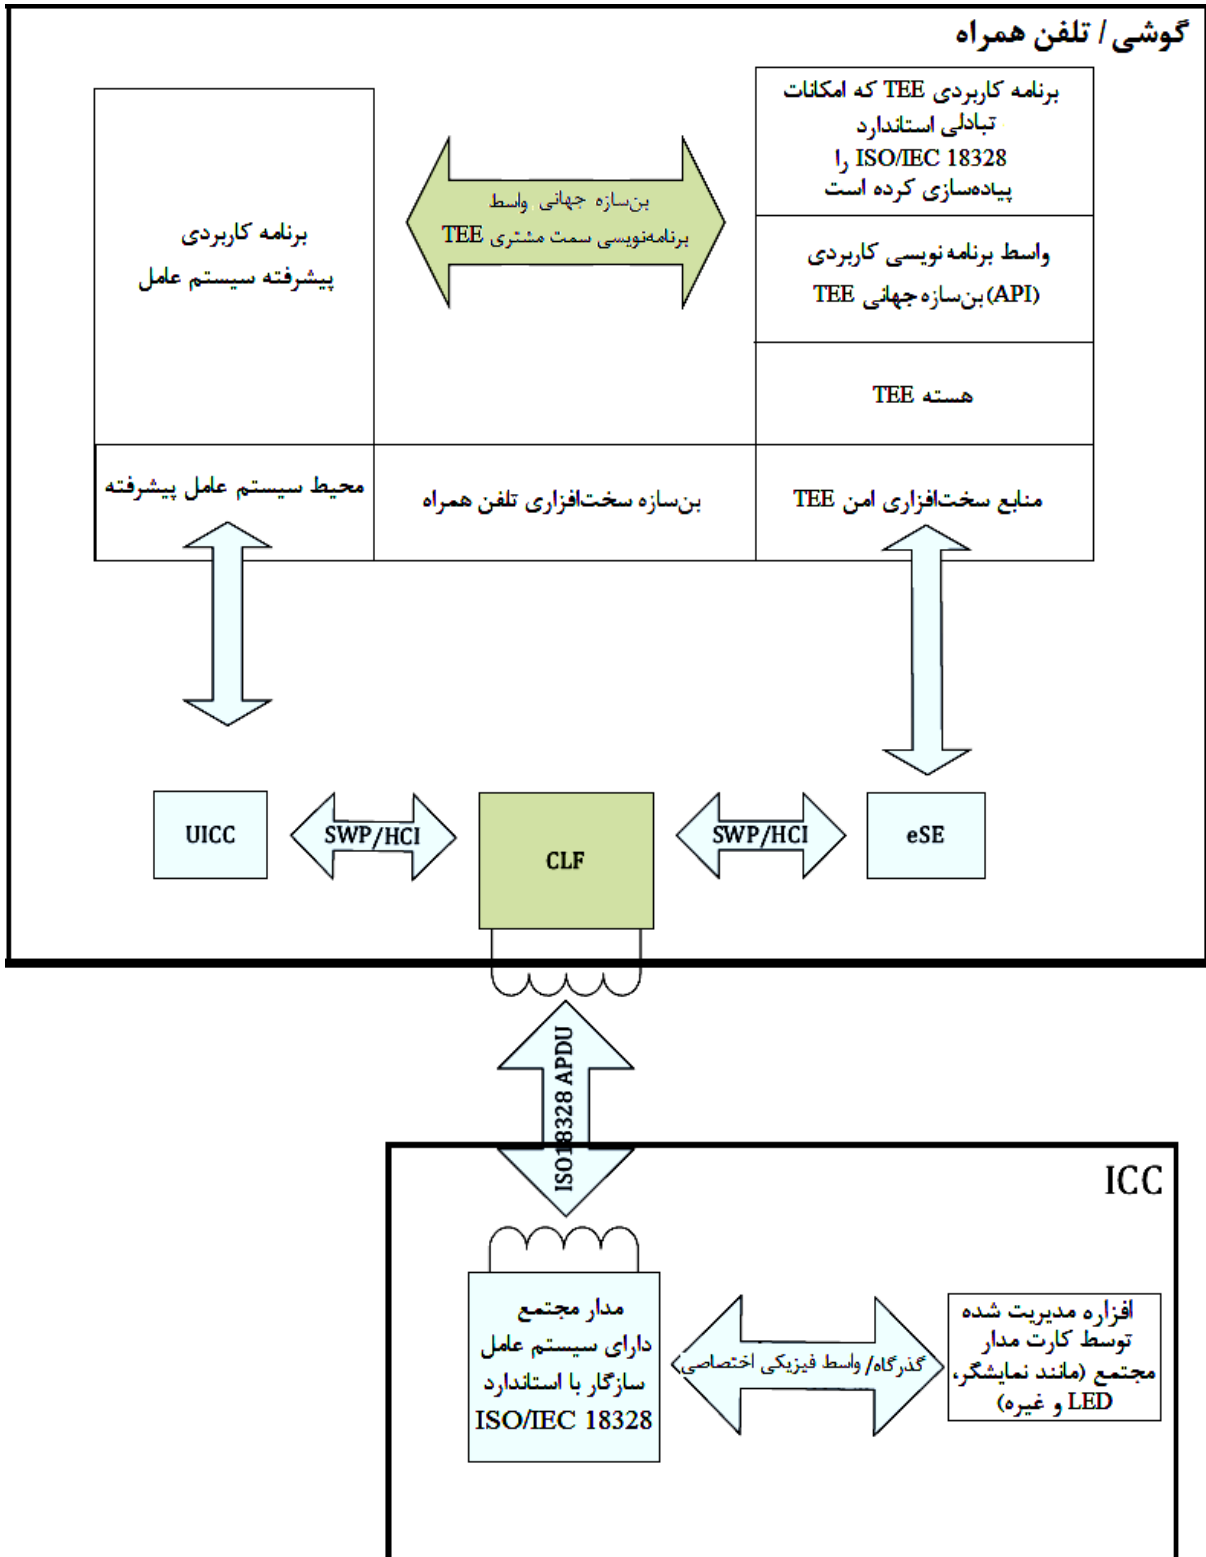 گوشی / تلفن همراه
برنامه کاربردی TEE که امکانات
تبادلی استاندارد
ISO/IEC 18328 را
پیاده‌سازی کرده است
بن‌سازه جهانی واسط
برنامه‌نویسی سمت مشتری TEE
برنامه کاربردی
پیشرفته سیستم عامل
واسط برنامه نویسی کاربردی
(API) بن‌سازه جهانی TEE
هسته TEE
منابع سخت‌افزاری امن TEE
بن‌سازه سخت‌افزاری تلفن همراه
محیط سیستم عامل پیشرفته
UICC
SWP/HCI
CLF
SWP/HCI
eSE
ISO18328 APDU
ICC
مدار مجتمع
دارای سیستم عامل
سازگار با استاندارد
ISO/IEC 18328
گذرگاه/ واسط فیزیکی اختصاصی
افزاره مدیریت شده
توسط کارت مدار
مجتمع (مانند نمایشگر،
LED و غیره)